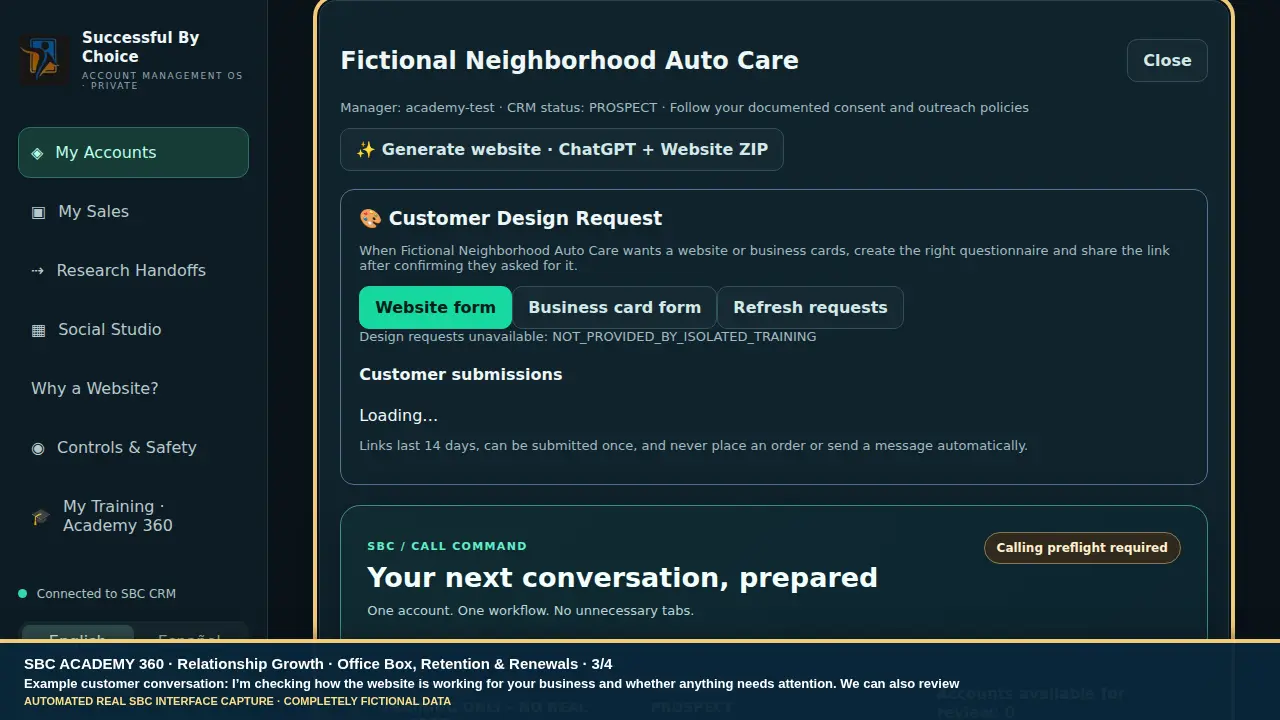 Successful By
Choice
ACCOUNT MANAGEMENT OS
· PRIVATE
My Accounts
My Sales
Research Handoffs
Social Studio
Why a Website?
Controls & Safety
My Training ·
Academy 360
Connected to SBC CRM
English Español
Fictional Neighborhood Auto Care
Close
Manager: academy-test · CRM status: PROSPECT · Follow your documented consent and outreach policies
✨ Generate website · ChatGPT + Website ZIP
🎨 Customer Design Request
When Fictional Neighborhood Auto Care wants a website or business cards, create the right questionnaire and share the link
after confirming they asked for it.
Website form Business card form Refresh requests
Design requests unavailable: NOT_PROVIDED_BY_ISOLATED_TRAINING
Customer submissions
Loading…
Links last 14 days, can be submitted once, and never place an order or send a message automatically.
SBC / CALL COMMAND
Calling preflight required
Your next conversation, prepared
One account. One workflow. No unnecessary tabs.
SBC ACADEMY 360 · Relationship Growth · Office Box, Retention & Renewals · 3/4
Example customer conversation: I'm checking how the website is working for your business and whether anything needs attention. We can also review
AUTOMATED REAL SBC INTERFACE CAPTURE · COMPLETELY FICTIONAL DATA
PROSPECT
Accounts available for
review: 0